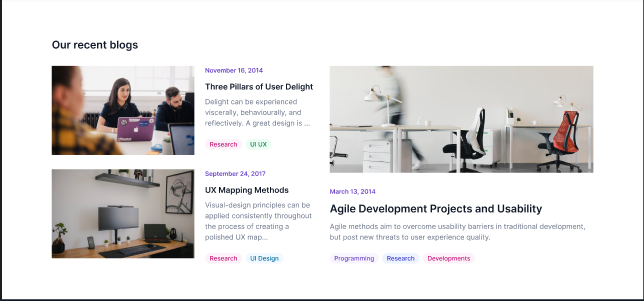 Our recent blogs
November 16, 2014
Three Pillars of User Delight
Delight can be experienced
viscerally, behaviourally, and
reflectively. A great design is ...
Research
UI UX
September 24, 2017
UX Mapping Methods
Visual-design principles can be
applied consistently throughout
the process of creating a
polished UX map...
Research
UI Design
March 13, 2014
Agile Development Projects and Usability
Agile methods aim to overcome usability barriers in traditional development,
but post new threats to user experience quality.
Programming
Research
Developments